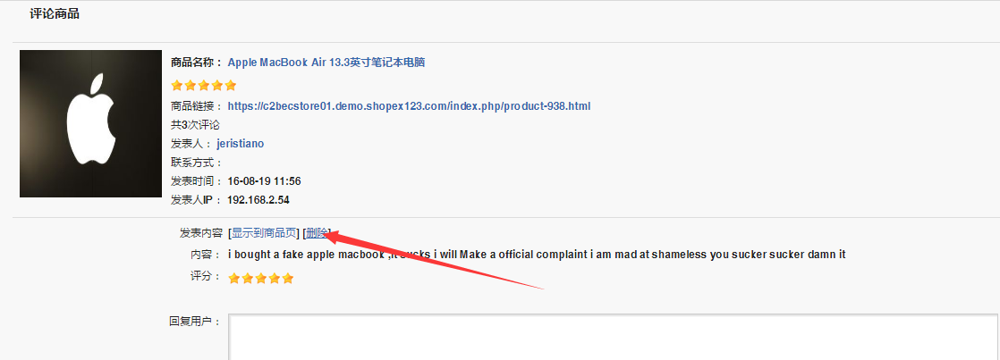 评论商品
商品名称： Apple MacBook Air 13.3英寸笔记本电脑
商品链接： https://c2becstore01.demo.shopex123.com/index.php/product-938.html
共3次评论
发表人： jeristiano
联系方式：
发表时间： 16-08-19 11:56
发表人IP： 192.168.2.54
发表内容 [显示到商品页] [删除]
内容： i bought a fake apple macbook ,it sucks i will Make a official complaint i am mad at shameless you sucker sucker damn it
评分：
回复用户：